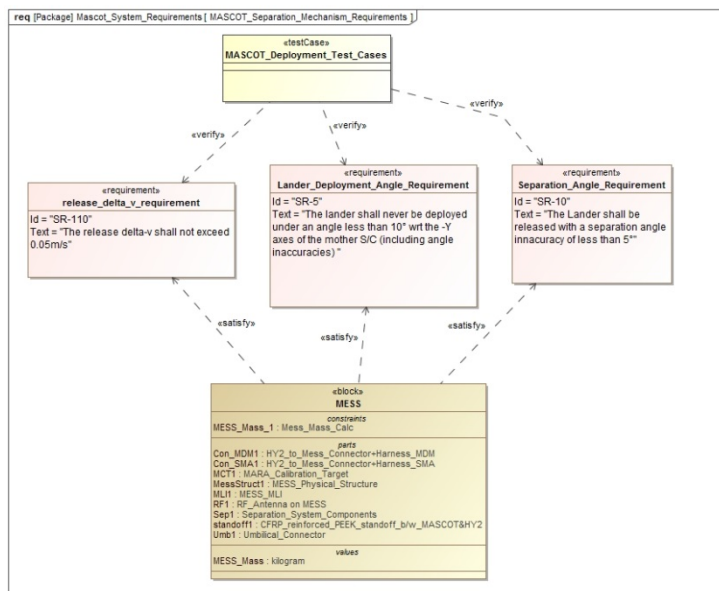 req [Package] Mascot_System_Requirements [ MASCOT_Separation_Mechanism_Requirements ]
«testCase»
MASCOT_Deployment_Test_Cases
«verify»
«verify»
«verify»
«requirement»
release_delta_v_requirement
Id = "SR-110"
Text = "The release delta-v shall not exceed
0.05m/s"
«requirement»
Lander_Deployment_Angle_Requirement
Id = "SR-5"
Text = "The lander shall never be deployed
under an angle less than 10° wrt the -Y
axes of the mother S/C (including angle
inaccuracies) "
«requirement»
Separation_Angle_Requirement
Id = "SR-10"
Text = "The Lander shall be
released with a separation angle
innacuracy of less than 5°"
«satisfy»
«satisfy»
«satisfy»
«block»
MESS
constraints
MESS_Mass_1 : Mess_Mass_Calc
parts
Con_MDM1 : HY2_to_Mess_Connector+Harness_MDM
Con_SMA1 : HY2_to_Mess_Connector+Harness_SMA
MCT1 : MARA_Calibration_Target
MessStruct1 : MESS_Physical_Structure
MLI1 : MESS_MLI
RF1 : RF_Antenna on MESS
Sep1 : Separation_System_Components
standoff1 : CFRP_reinforced_PEEK_standoff_b/w_MASCOT&HY2
Umb1 : Umbilical_Connector
values
MESS_Mass : kilogram